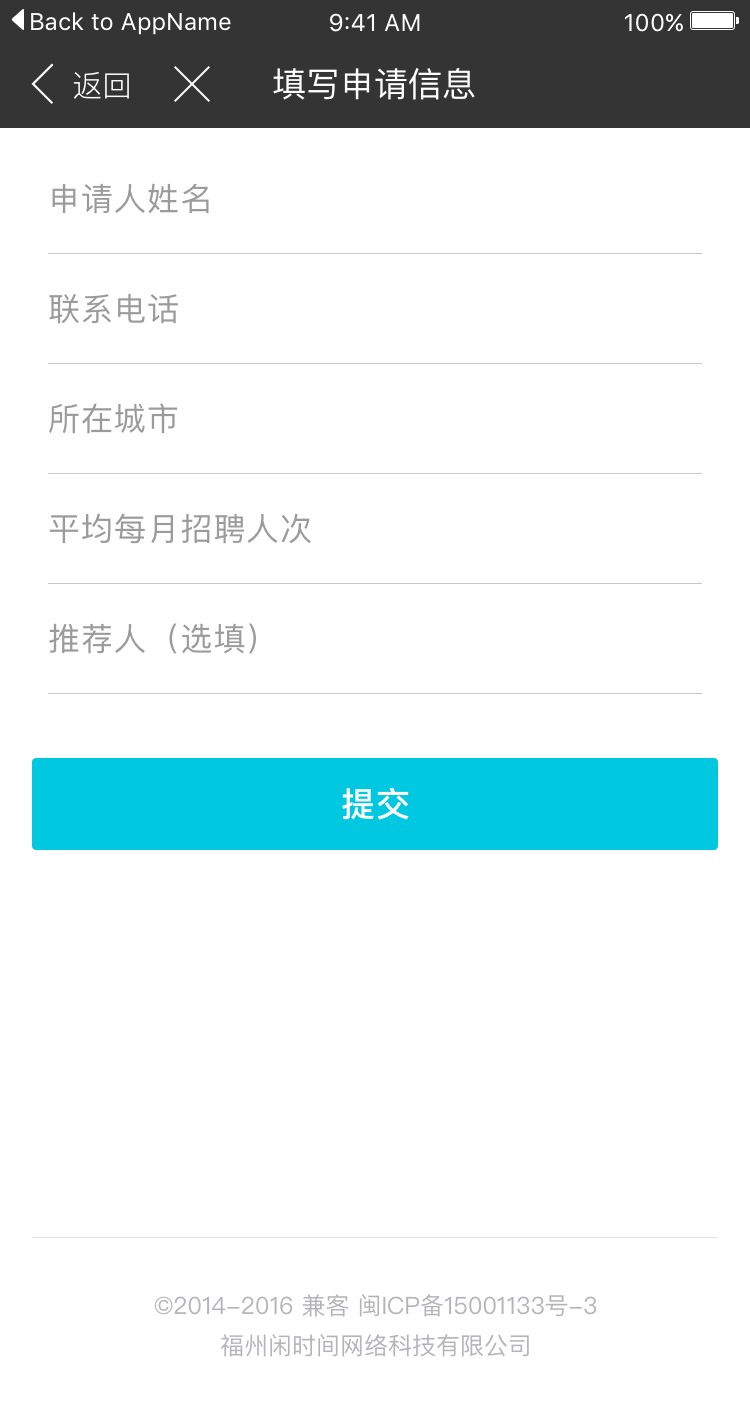 Back to AppName 9:41 AM 100%
返回 填写申请信息
申请人姓名
联系电话
所在城市
平均每月招聘人次
推荐人（选填）
提交
©2014-2016 兼客 闽ICP备15001133号-3
福州闲时间网络科技有限公司